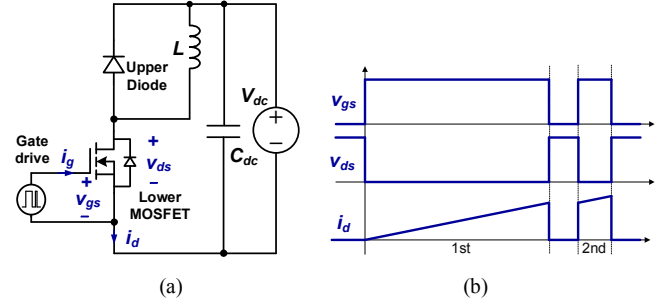 L
Upper
Diode
V_dc
C_dc
Gate
drive
i_g
+
v_gs
−
+
v_ds
−
Lower
MOSFET
i_d
+
−
(a)
v_gs
v_ds
i_d
1st
2nd
(b)